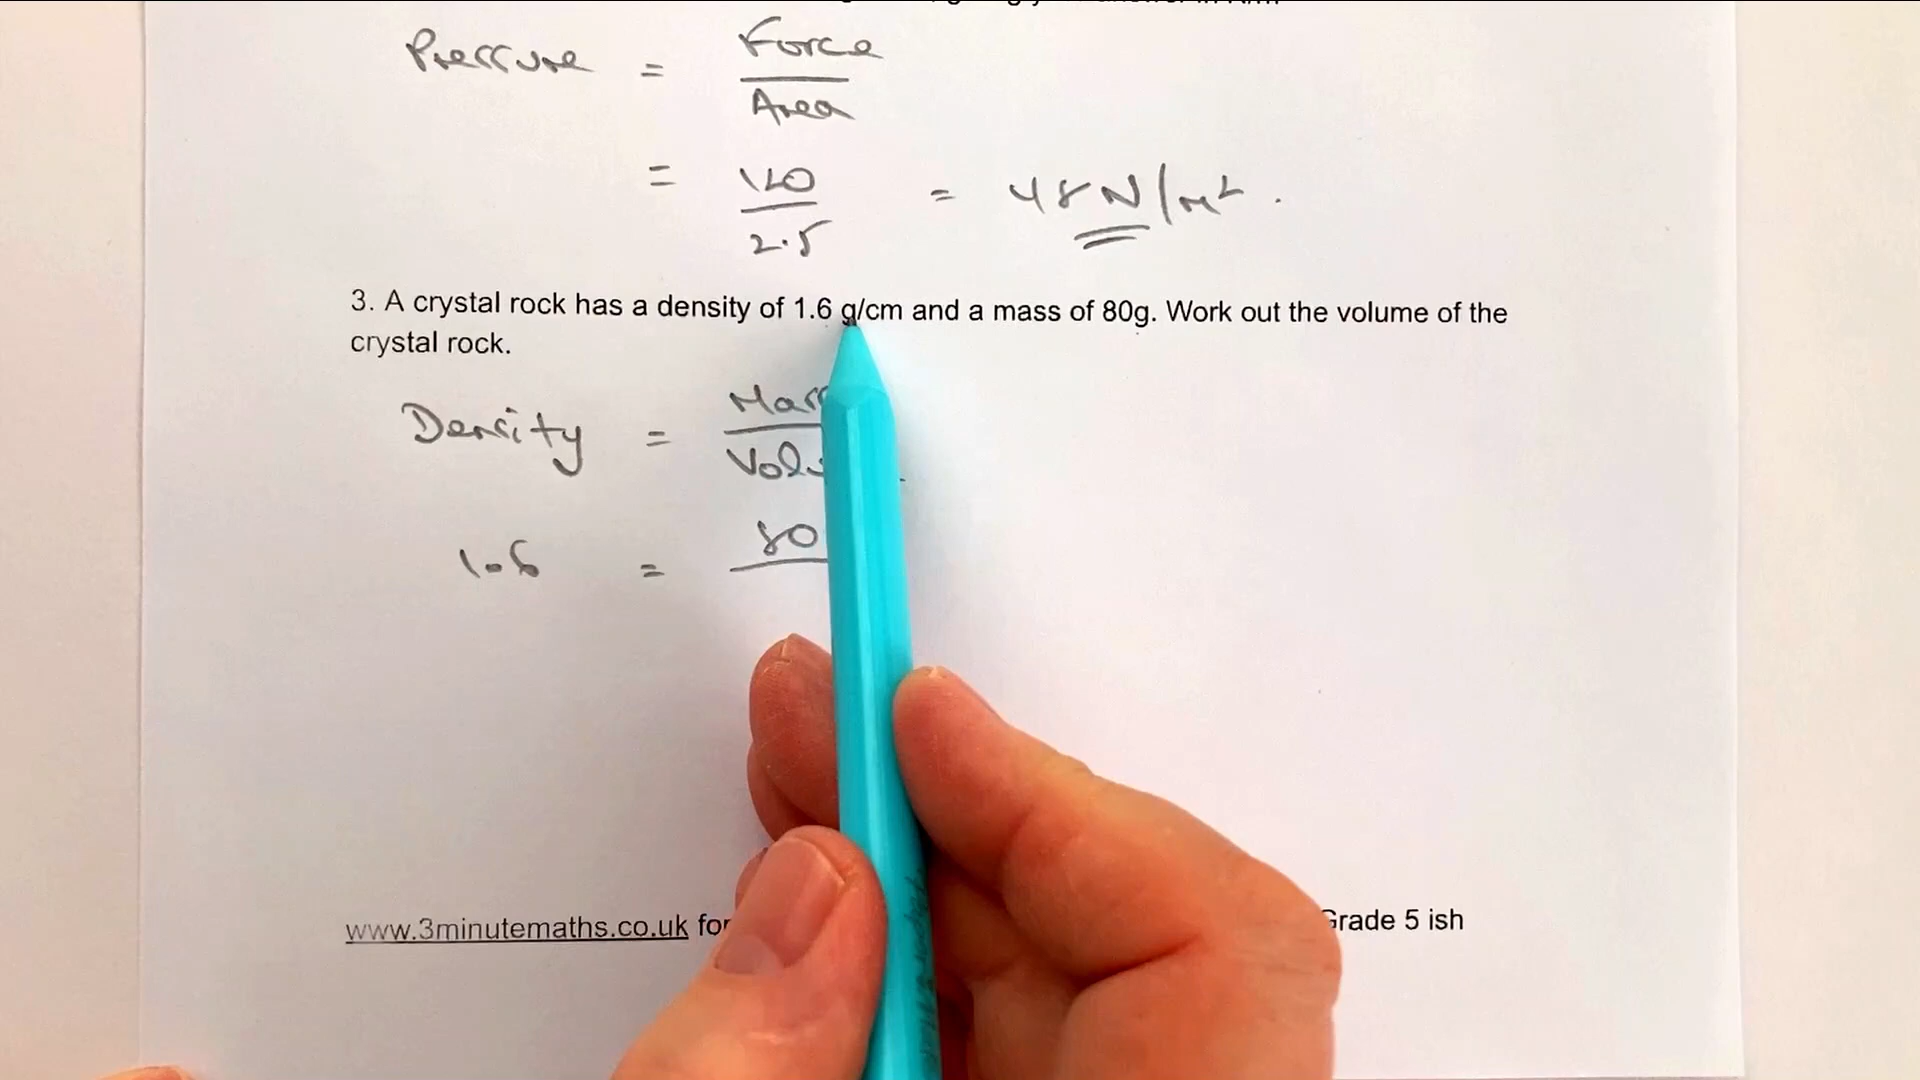 Pressure = Force
Area
= 120 = 48 N/m².
2.5
3. A crystal rock has a density of 1.6 g/cm and a mass of 80g. Work out the volume of the
crystal rock.
Density =
1.6 = 80
www.3minutemaths.co.uk for Grade 5 ish